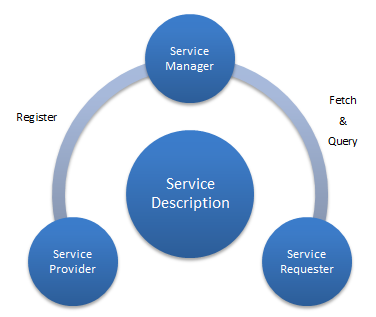 Service
Manager
Register
Fetch
&
Query
Service
Description
Service
Provider
Service
Requester